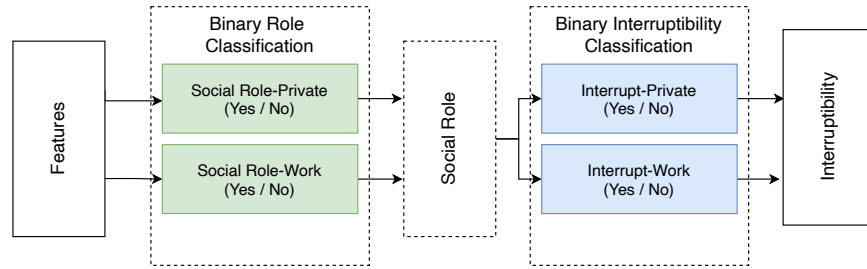 Features
Binary Role
Classification
Social Role-Private
(Yes / No)
Social Role-Work
(Yes / No)
Social Role
Binary Interruptibility
Classification
Interrupt-Private
(Yes / No)
Interrupt-Work
(Yes / No)
Interruptibility